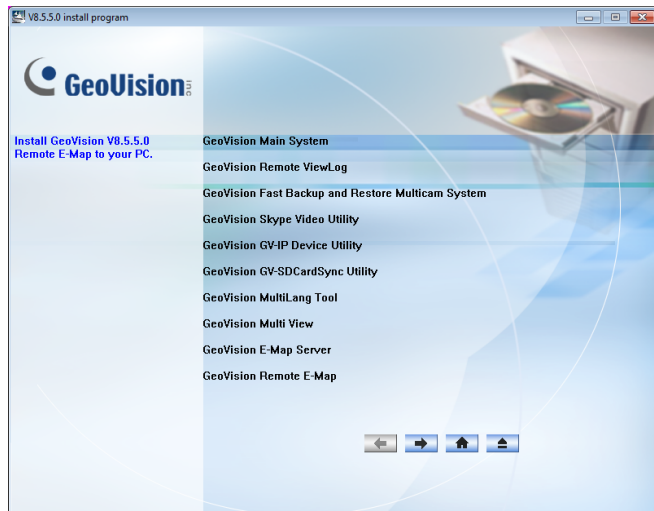 V8.5.5.0 install program
GeoVision Inc
Install GeoVision V8.5.5.0
Remote E-Map to your PC.
GeoVision Main System
GeoVision Remote ViewLog
GeoVision Fast Backup and Restore Multicam System
GeoVision Skype Video Utility
GeoVision GV-IP Device Utility
GeoVision GV-SDCardSync Utility
GeoVision MultiLang Tool
GeoVision Multi View
GeoVision E-Map Server
GeoVision Remote E-Map